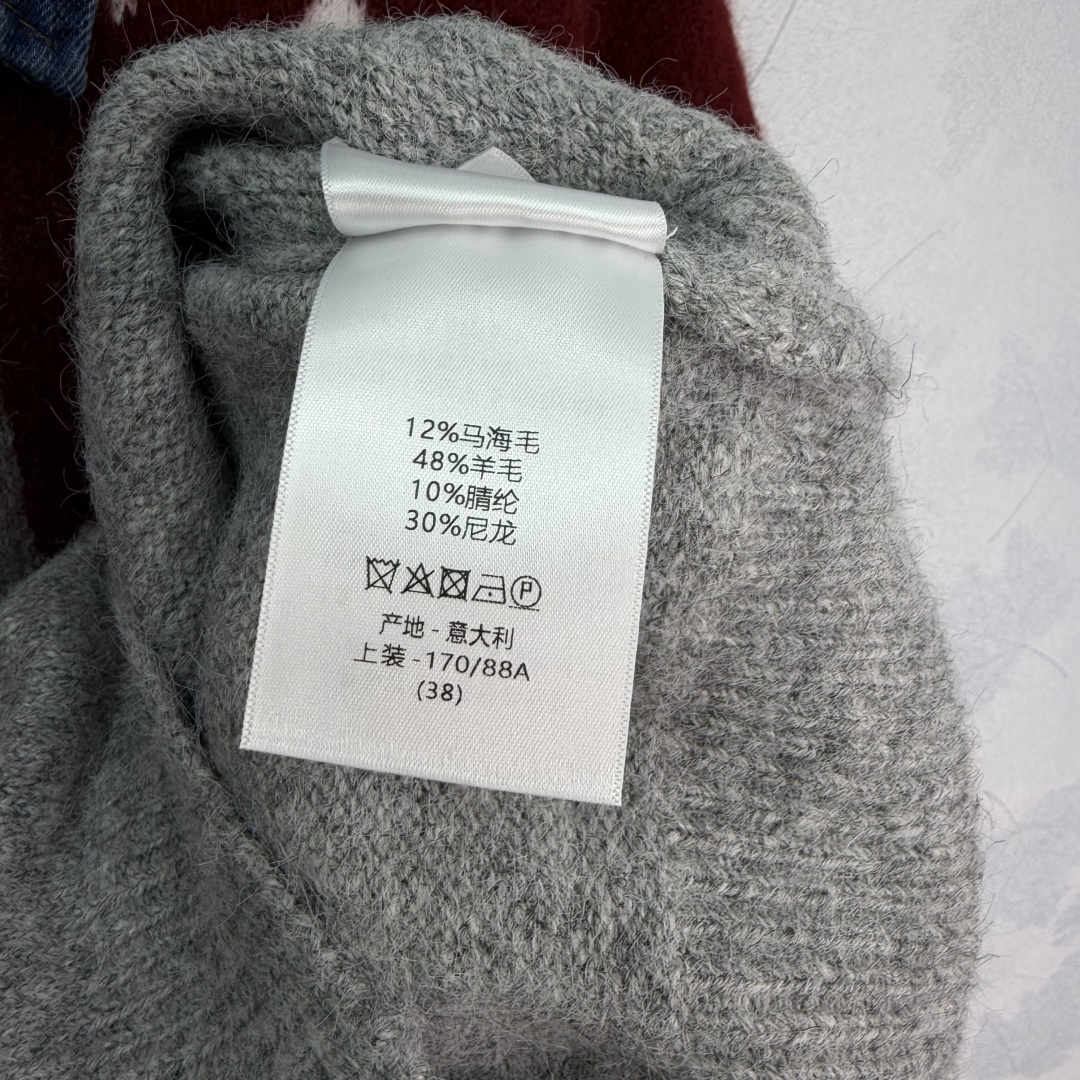 12%马海毛
48%羊毛
10%腈纶
30%尼龙
P
产地 - 意大利
上装 -170/88A
(38)